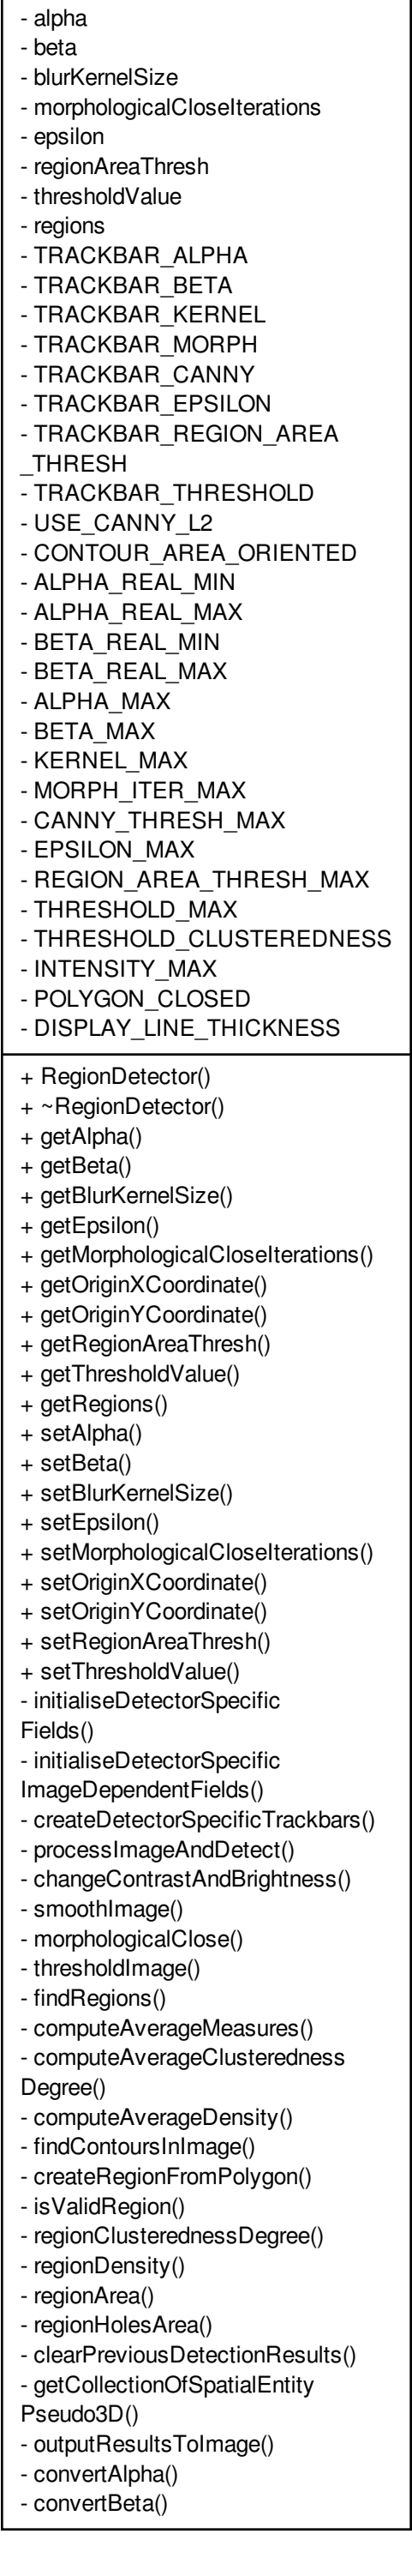 - alpha
- beta
- blurKernelSize
- morphologicalCloseIterations
- epsilon
- regionAreaThresh
- thresholdValue
- regions
- TRACKBAR_ALPHA
- TRACKBAR_BETA
- TRACKBAR_KERNEL
- TRACKBAR_MORPH
- TRACKBAR_CANNY
- TRACKBAR_EPSILON
- TRACKBAR_REGION_AREA
_THRESH
- TRACKBAR_THRESHOLD
- USE_CANNY_L2
- CONTOUR_AREA_ORIENTED
- ALPHA_REAL_MIN
- ALPHA_REAL_MAX
- BETA_REAL_MIN
- BETA_REAL_MAX
- ALPHA_MAX
- BETA_MAX
- KERNEL_MAX
- MORPH_ITER_MAX
- CANNY_THRESH_MAX
- EPSILON_MAX
- REGION_AREA_THRESH_MAX
- THRESHOLD_MAX
- THRESHOLD_CLUSTEREDNESS
- INTENSITY_MAX
- POLYGON_CLOSED
- DISPLAY_LINE_THICKNESS
+ RegionDetector()
+ ~RegionDetector()
+ getAlpha()
+ getBeta()
+ getBlurKernelSize()
+ getEpsilon()
+ getMorphologicalCloseIterations()
+ getOriginXCoordinate()
+ getOriginYCoordinate()
+ getRegionAreaThresh()
+ getThresholdValue()
+ getRegions()
+ setAlpha()
+ setBeta()
+ setBlurKernelSize()
+ setEpsilon()
+ setMorphologicalCloseIterations()
+ setOriginXCoordinate()
+ setOriginYCoordinate()
+ setRegionAreaThresh()
+ setThresholdValue()
- initialiseDetectorSpecific
Fields()
- initialiseDetectorSpecific
ImageDependentFields()
- createDetectorSpecificTrackbars()
- processImageAndDetect()
- changeContrastAndBrightness()
- smoothImage()
- morphologicalClose()
- thresholdImage()
- findRegions()
- computeAverageMeasures()
- computeAverageClusteredness
Degree()
- computeAverageDensity()
- findContoursInImage()
- createRegionFromPolygon()
- isValidRegion()
- regionClusterednessDegree()
- regionDensity()
- regionArea()
- regionHolesArea()
- clearPreviousDetectionResults()
- getCollectionOfSpatialEntity
Pseudo3D()
- outputResultsToImage()
- convertAlpha()
- convertBeta()